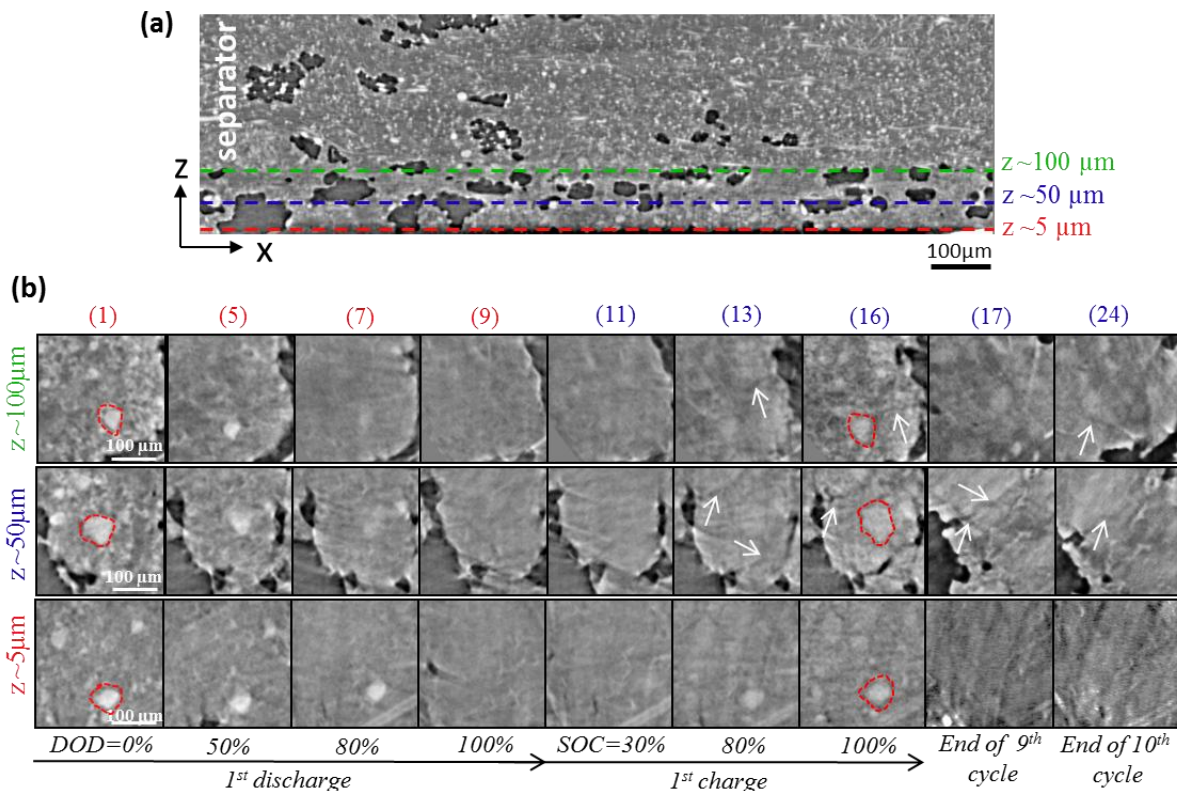 (a)
separator
Z
X
z ~100 µm
z ~50 µm
z ~5 µm
100µm
(b)
(1) (5) (7) (9) (11) (13) (16) (17) (24)
z~100µm
100 µm
z~50µm
100 µm
z~5µm
100 µm
DOD=0% 50% 80% 100% SOC=30% 80% 100% End of 9th cycle End of 10th cycle
1st discharge 1st charge